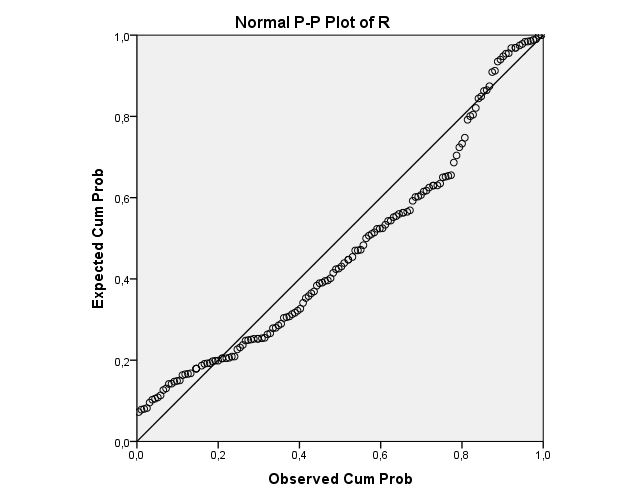 Normal P-P Plot of R
1,0
0,8
0,6
0,4
0,2
0,0
Expected Cum Prob
0,0 0,2 0,4 0,6 0,8 1,0
Observed Cum Prob